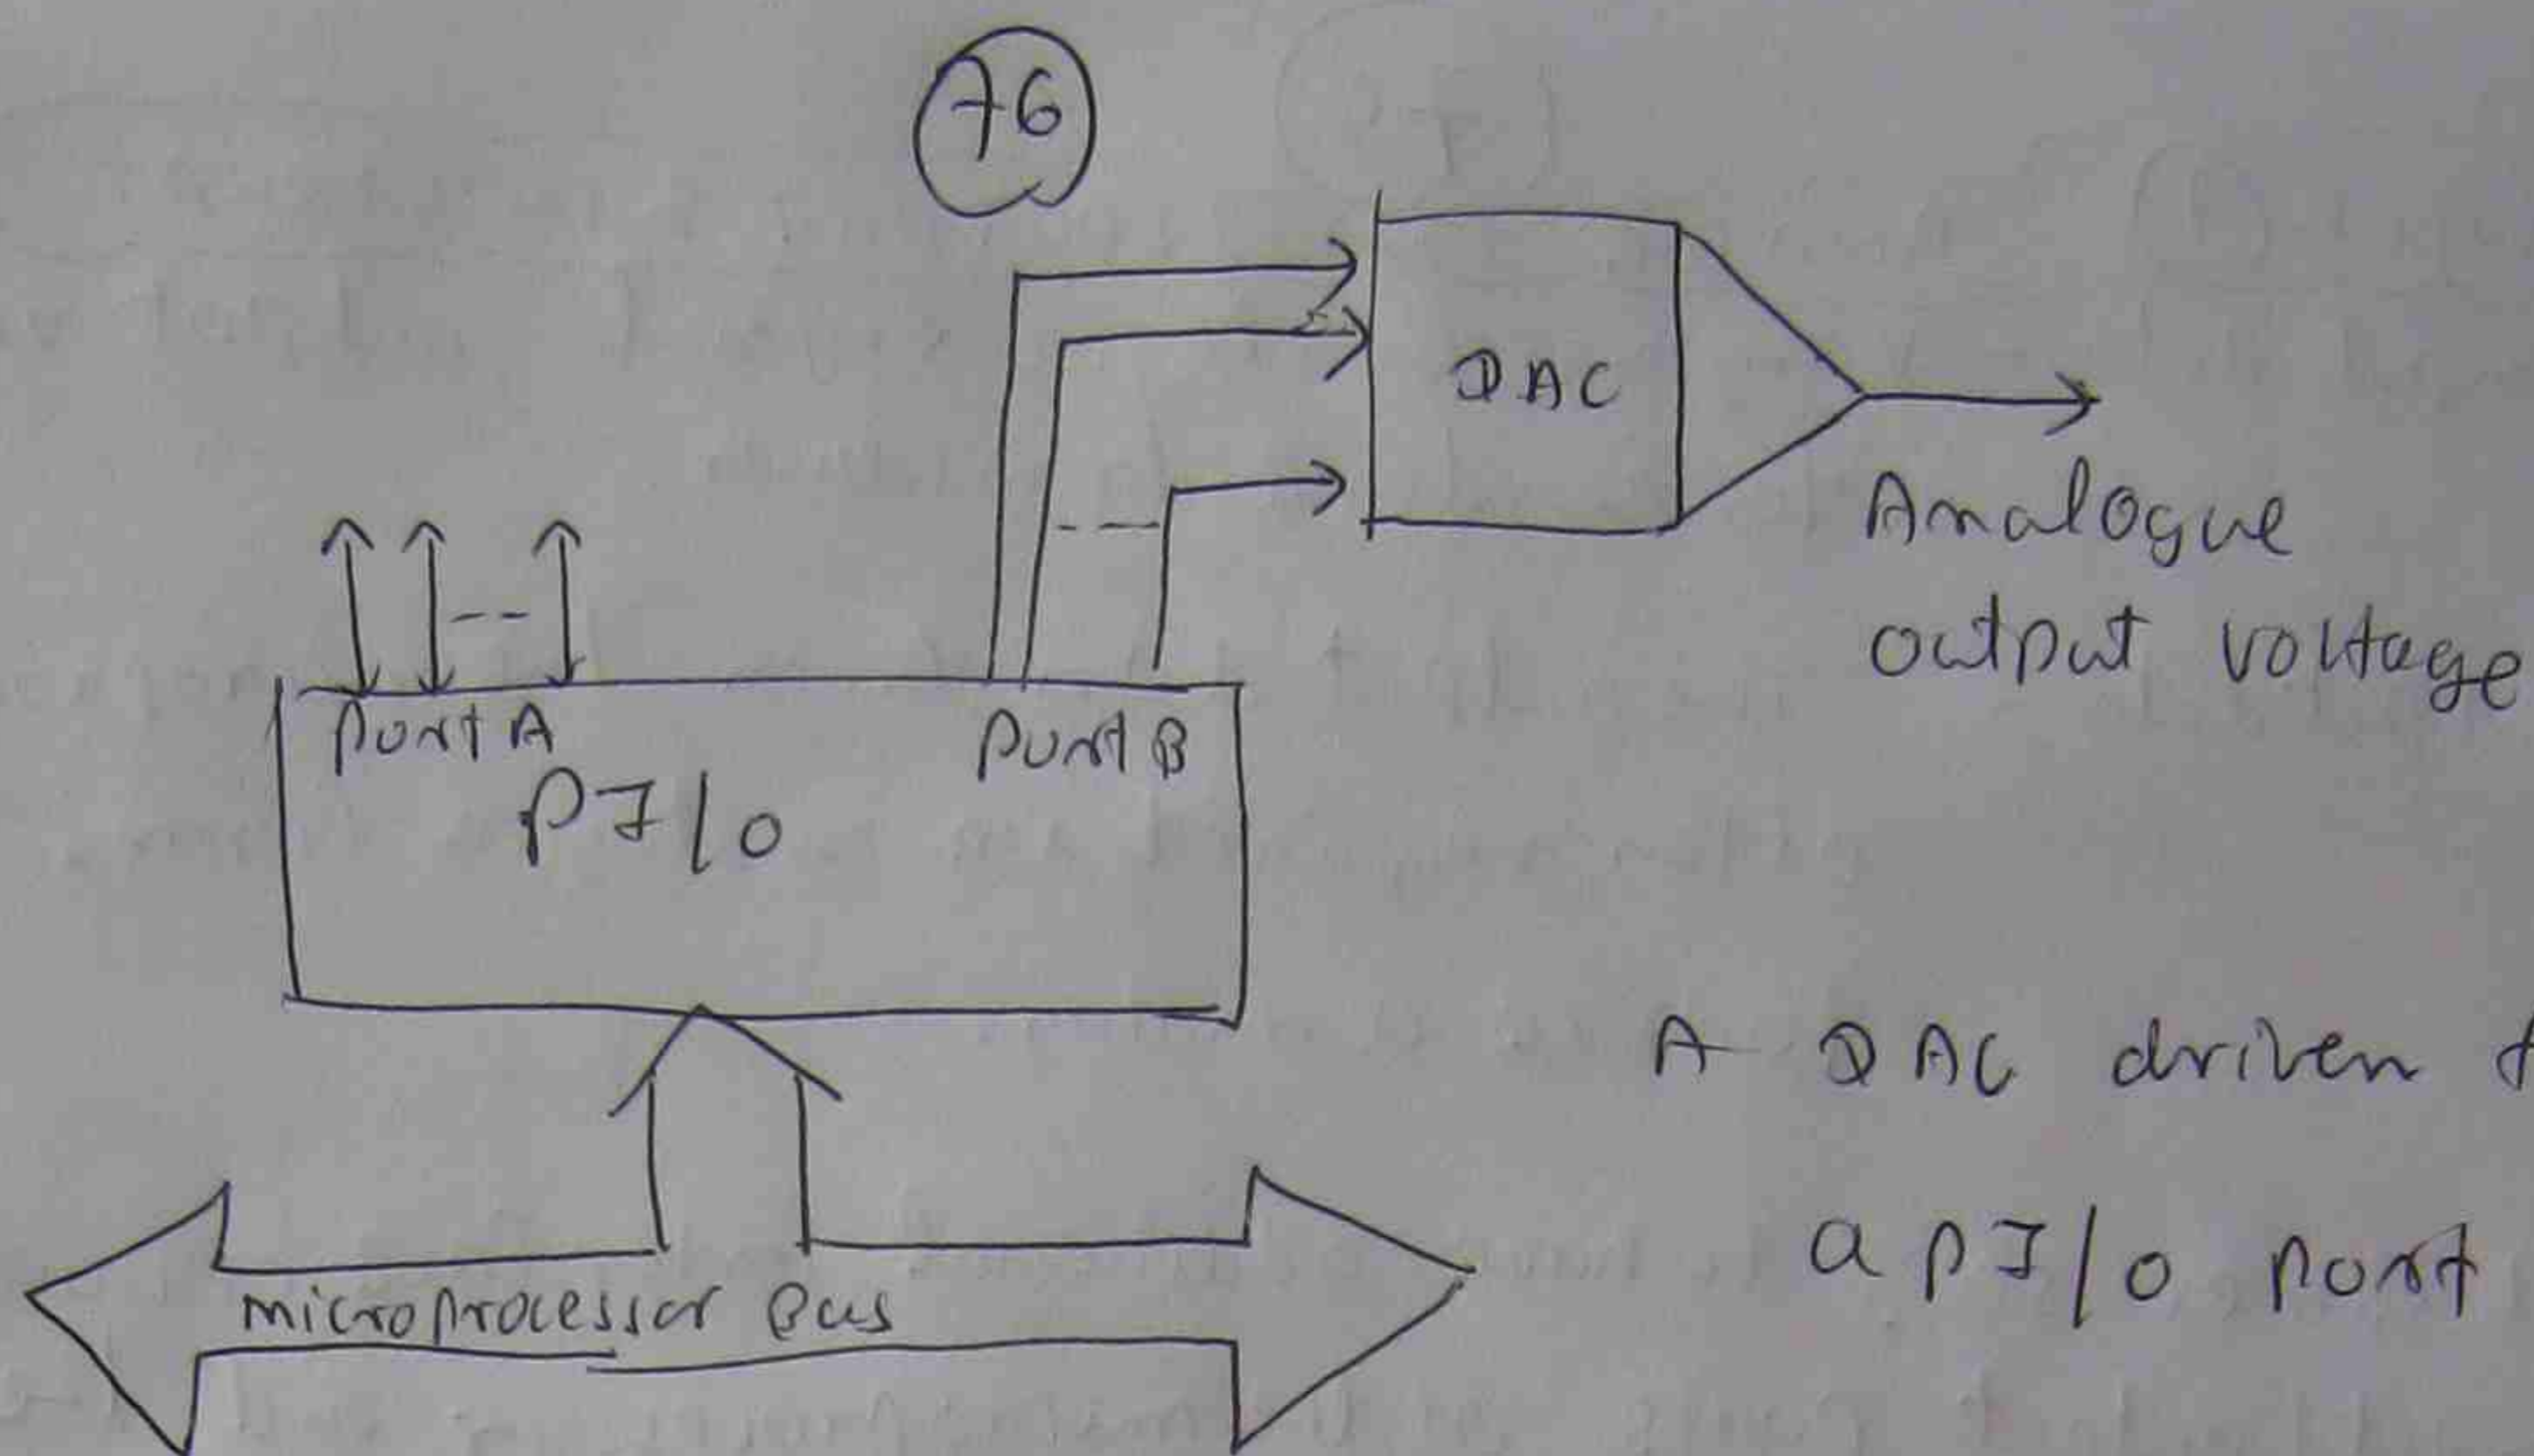 76
DAC
Analogue
output voltage
Port A
Port B
PI/O
A DAC driven
a PI/O port
microprocessor Bus